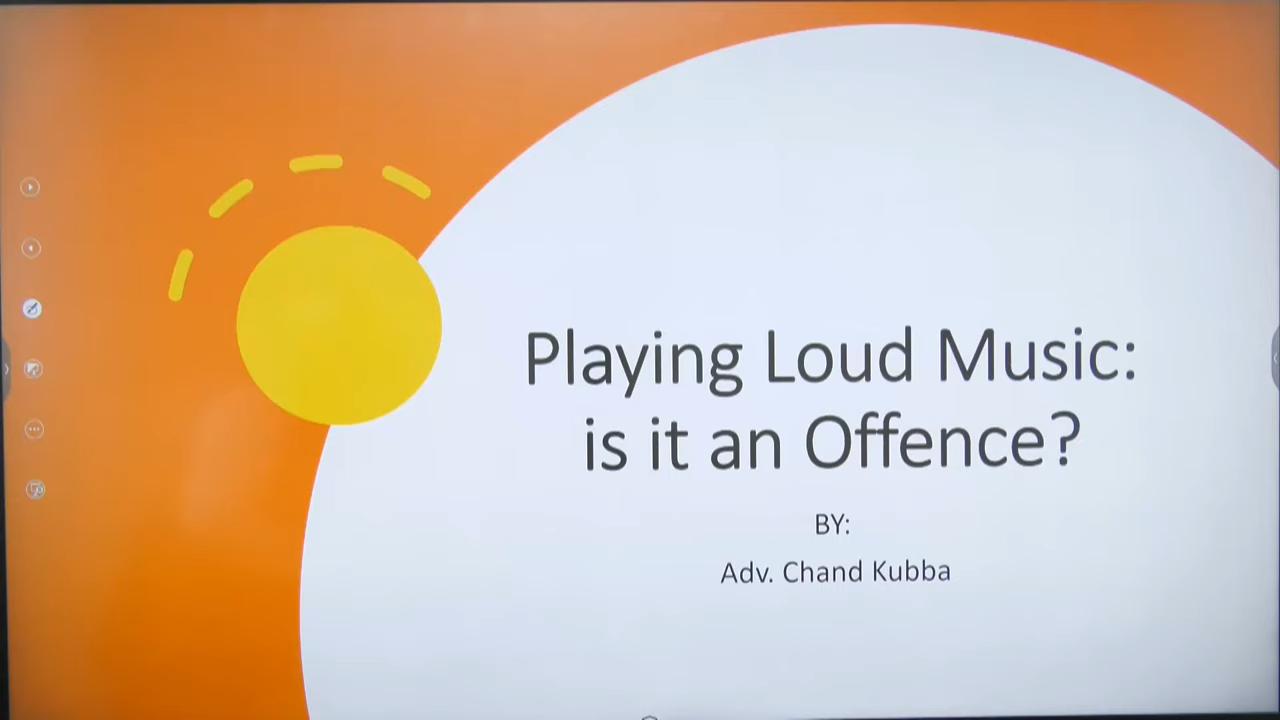 Playing Loud Music:
is it an Offence?
BY:
Adv. Chand Kubba